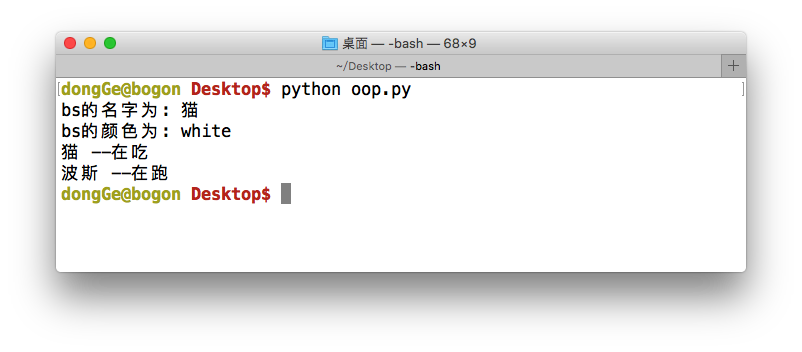 桌面 — -bash — 68×9
~/Desktop — -bash
dongGe@bogon Desktop$ python oop.py
bs的名字为: 猫
bs的颜色为: white
猫 --在吃
波斯 --在跑
dongGe@bogon Desktop$